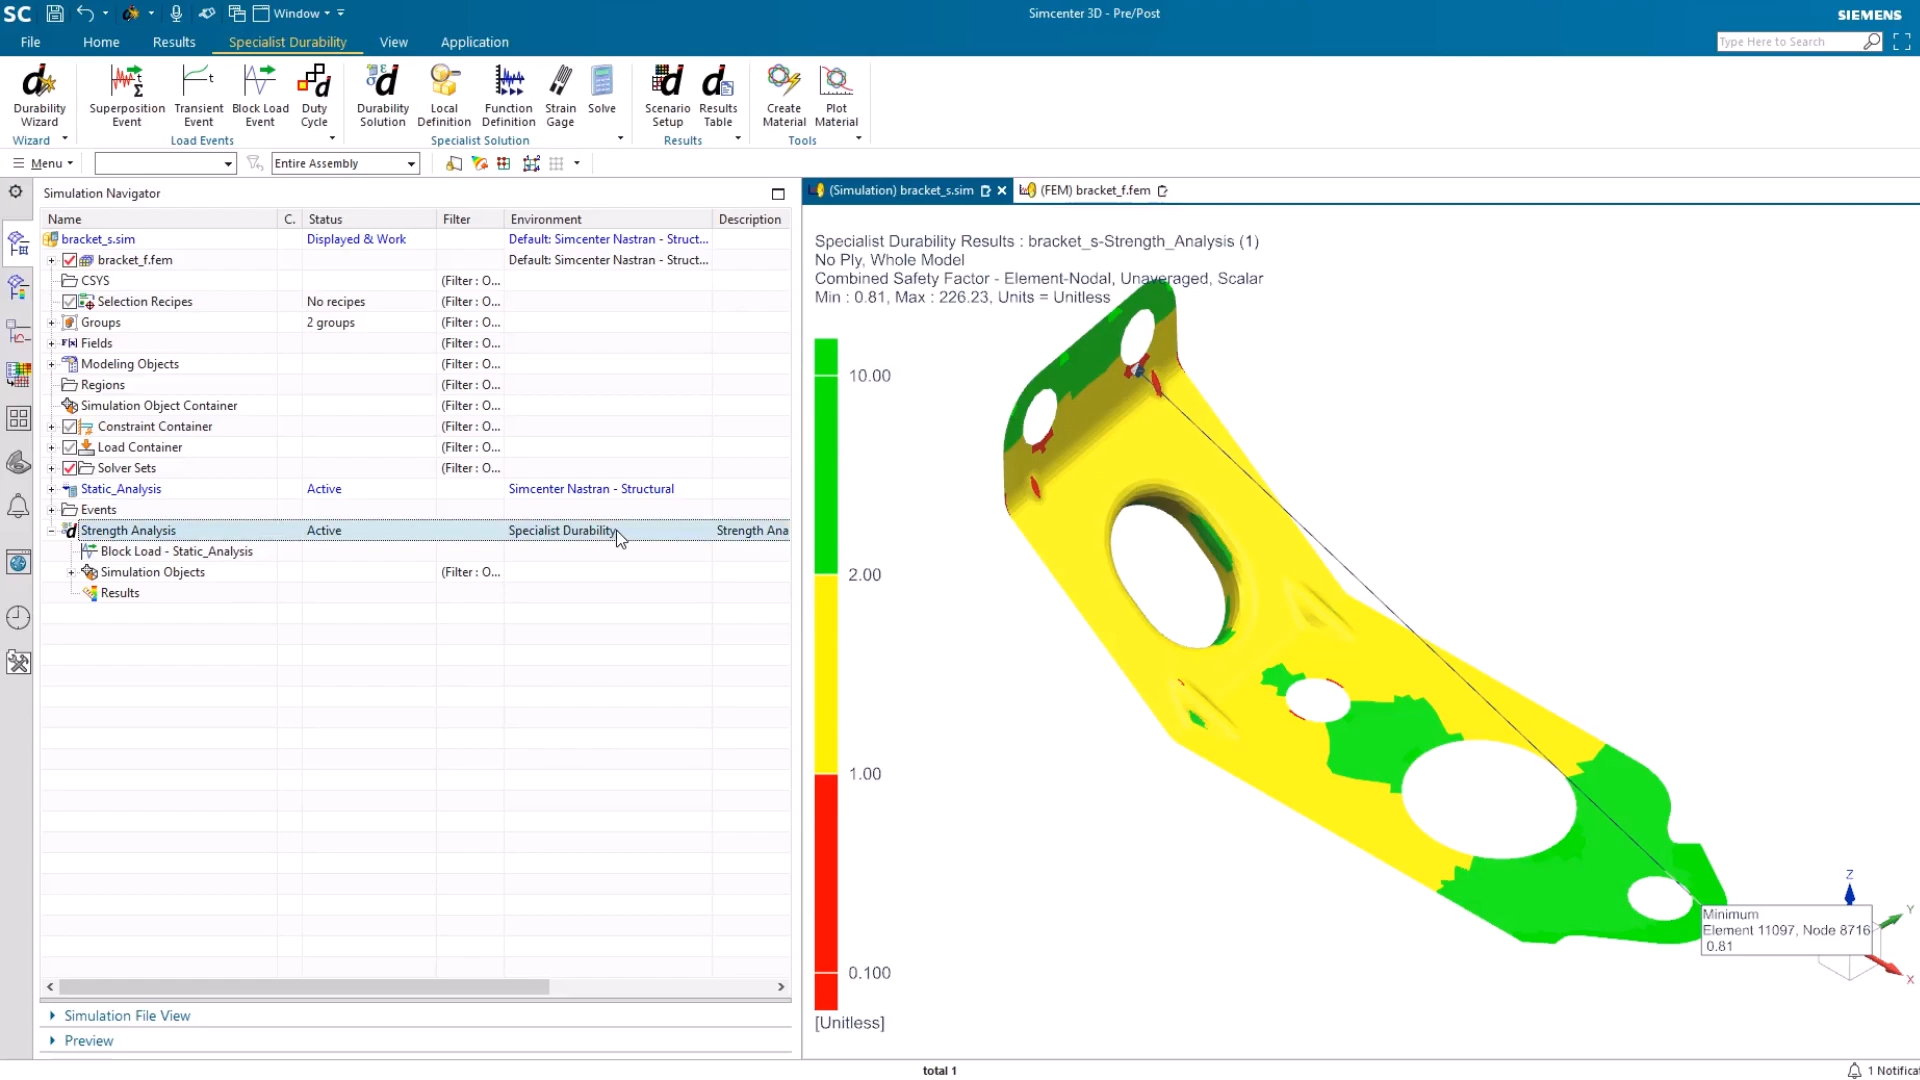 SC
Window
Simcenter 3D - Pre/Post
SIEMENS
File
Home
Results
Specialist Durability
View
Application
Type Here to Search
Durability Wizard
Superposition Event
Transient Event
Block Load Event
Duty Cycle
Durability Solution
Local Definition
Function Definition
Strain Gage
Solve
Scenario Setup
Results Table
Create Material
Plot Material
Wizard
Load Events
Specialist Solution
Results
Tools
Menu
Entire Assembly
Simulation Navigator
(Simulation) bracket_s.sim
(FEM) bracket_f.fem
Name C. Status Filter Environment Description
bracket_s.sim Displayed & Work Default: Simcenter Nastran - Struct...
bracket_f.fem Default: Simcenter Nastran - Struct...
CSYS (Filter : O...
Selection Recipes No recipes (Filter : O...
Groups 2 groups (Filter : O...
Fields (Filter : O...
Modeling Objects (Filter : O...
Regions (Filter : O...
Simulation Object Container (Filter : O...
Constraint Container (Filter : O...
Load Container (Filter : O...
Solver Sets (Filter : O...
Static_Analysis Active Simcenter Nastran - Structural
Events
Strength Analysis Active Specialist Durability Strength Ana
Block Load - Static_Analysis
Simulation Objects (Filter : O...
Results
Simulation File View
Preview
Specialist Durability Results : bracket_s-Strength_Analysis (1)
No Ply, Whole Model
Combined Safety Factor - Element-Nodal, Unaveraged, Scalar
Min : 0.81, Max : 226.23, Units = Unitless
10.00
2.00
1.00
0.100
[Unitless]
Minimum
Element 11097, Node 8716
0.81
Z
Y
X
total 1
1 Notifica